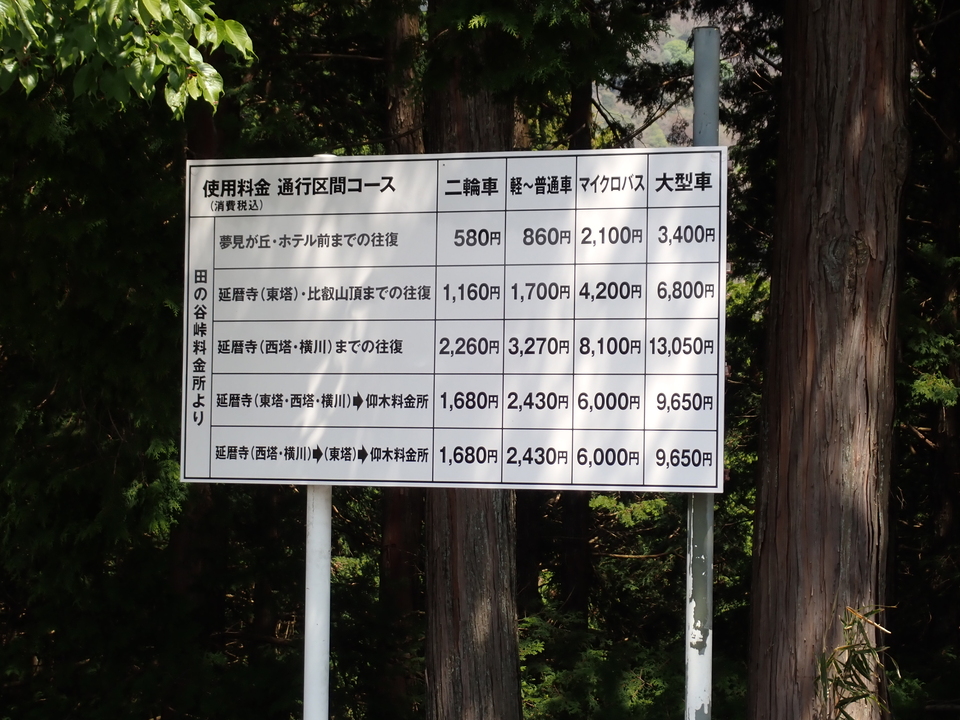 使用料金 通行区間コース 二輪車 軽～普通車 マイクロバス 大型車
(消費税込)
田の谷峠料金所より
夢見が丘・ホテル前までの往復 580円 860円 2,100円 3,400円
延暦寺(東塔)・比叡山頂までの往復 1,160円 1,700円 4,200円 6,800円
延暦寺(西塔・横川)までの往復 2,260円 3,270円 8,100円 13,050円
延暦寺(東塔・西塔・横川)➡仰木料金所 1,680円 2,430円 6,000円 9,650円
延暦寺(西塔・横川)➡(東塔)➡仰木料金所 1,680円 2,430円 6,000円 9,650円